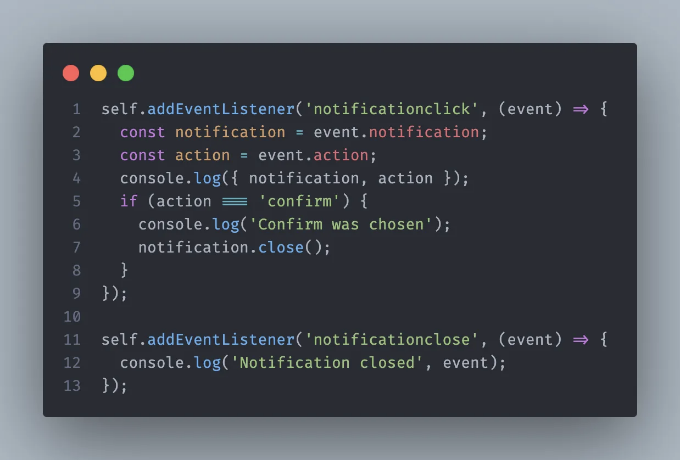 1 self.addEventListener('notificationclick', (event) => {
2   const notification = event.notification;
3   const action = event.action;
4   console.log({ notification, action });
5   if (action === 'confirm') {
6     console.log('Confirm was chosen');
7     notification.close();
8   }
9 });
10
11 self.addEventListener('notificationclose', (event) => {
12   console.log('Notification closed', event);
13 });